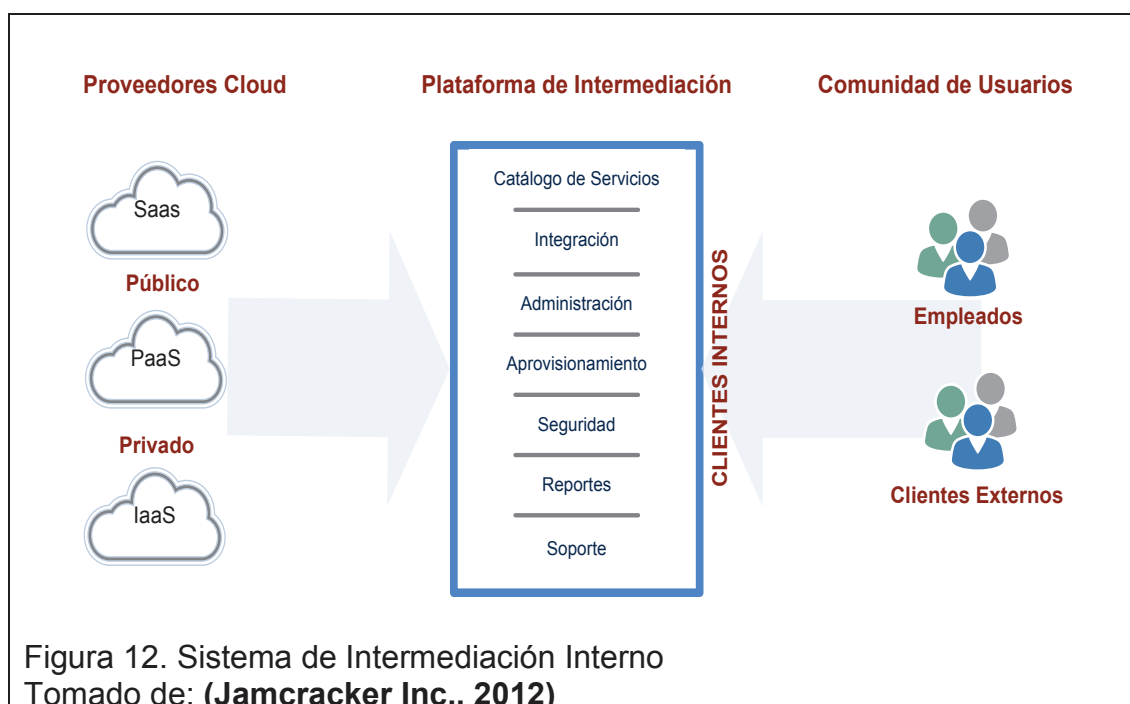 Proveedores Cloud
Plataforma de Intermediación
Comunidad de Usuarios
Saas
Público
PaaS
Privado
IaaS
Catálogo de Servicios
Integración
Administración
Aprovisionamiento
Seguridad
Reportes
Soporte
CLIENTES INTERNOS
Empleados
Clientes Externos
Figura 12. Sistema de Intermediación Interno
Tomado de: (Jamcracker Inc., 2012)